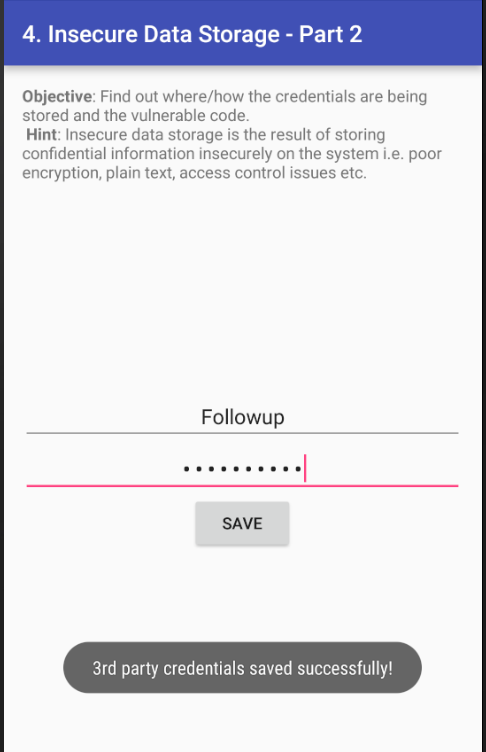 4. Insecure Data Storage - Part 2
Objective: Find out where/how the credentials are being
stored and the vulnerable code.
Hint: Insecure data storage is the result of storing
confidential information insecurely on the system i.e. poor
encryption, plain text, access control issues etc.
Followup
••••••••••
SAVE
3rd party credentials saved successfully!